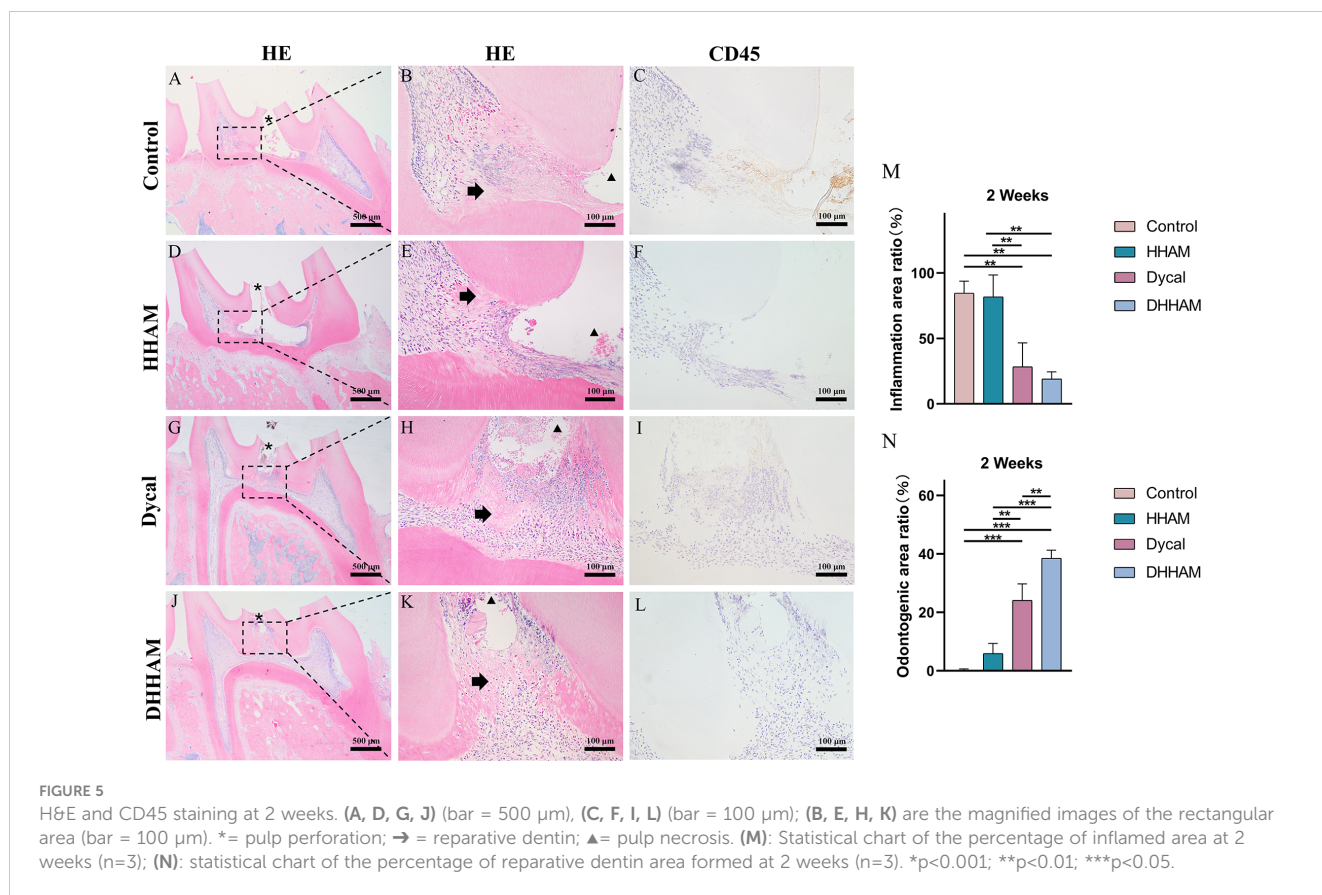 HE HE CD45
Control
A * 500 μm
B ▲ 100 μm
C 100 μm
HHAM
D * 500 μm
E ▲ 100 μm
F 100 μm
Dycal
G * 500 μm
H ▲ 100 μm
I 100 μm
DHHAM
J * 500 μm
K ▲ 100 μm
L 100 μm
M
2 Weeks
Inflammation area ratio(%)
100
50
0
**
**
**
**
Control
HHAM
Dycal
DHHAM
N
2 Weeks
Odontogenic area ratio(%)
60
40
20
0
**
***
**
***
***
Control
HHAM
Dycal
DHHAM
FIGURE 5
H&E and CD45 staining at 2 weeks. (A, D, G, J) (bar = 500 μm), (C, F, I, L) (bar = 100 μm); (B, E, H, K) are the magnified images of the rectangular
area (bar = 100 μm). *= pulp perforation; ➔ = reparative dentin; ▲= pulp necrosis. (M): Statistical chart of the percentage of inflamed area at 2
weeks (n=3); (N): statistical chart of the percentage of reparative dentin area formed at 2 weeks (n=3). *p<0.001; **p<0.01; ***p<0.05.